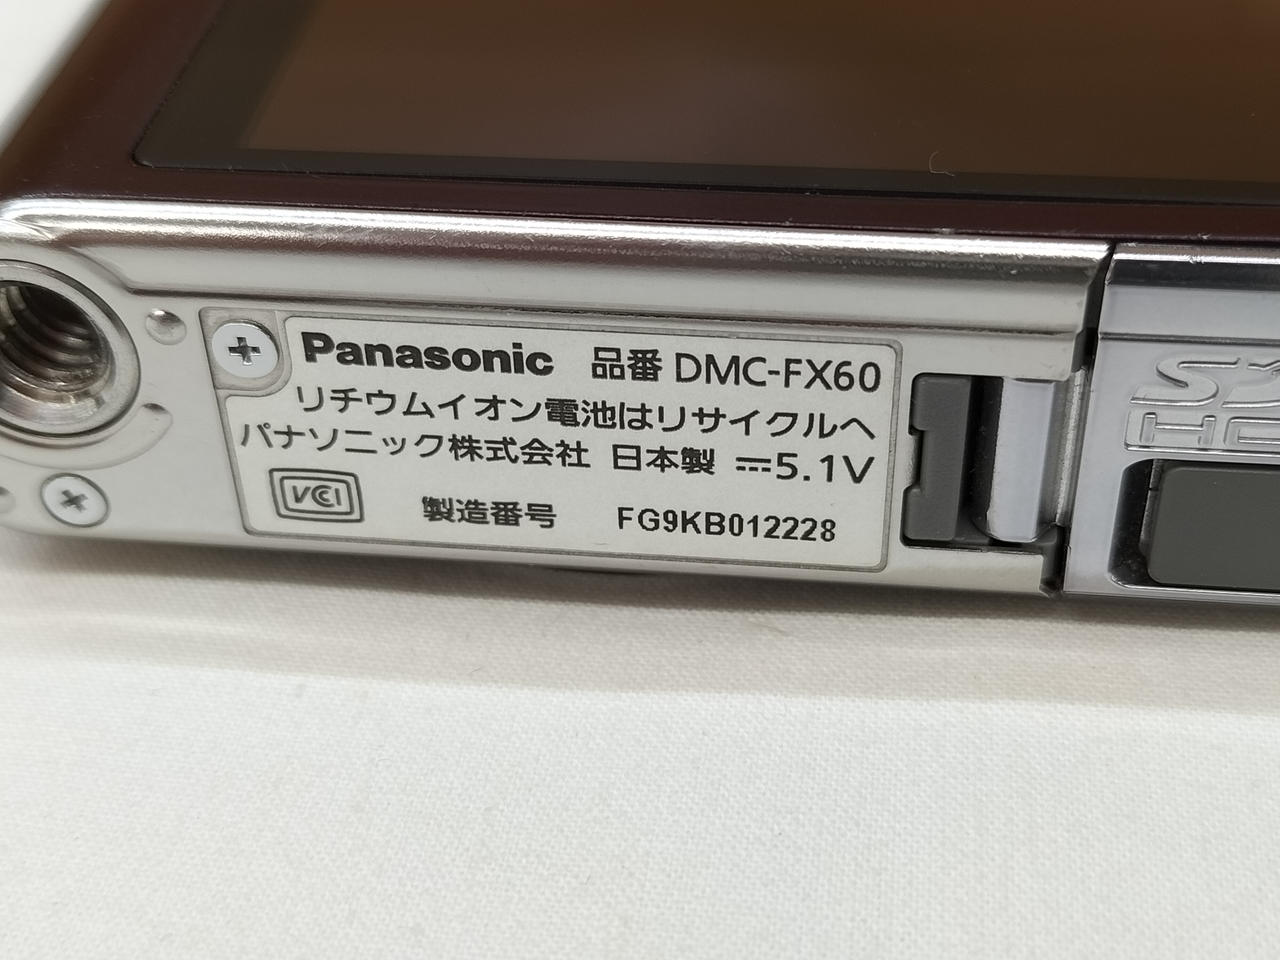 Panasonic 品番 DMC-FX60
リチウムイオン電池はリサイクルへ
パナソニック株式会社 日本製 ⎓5.1V
VCCI 製造番号 FG9KB012228